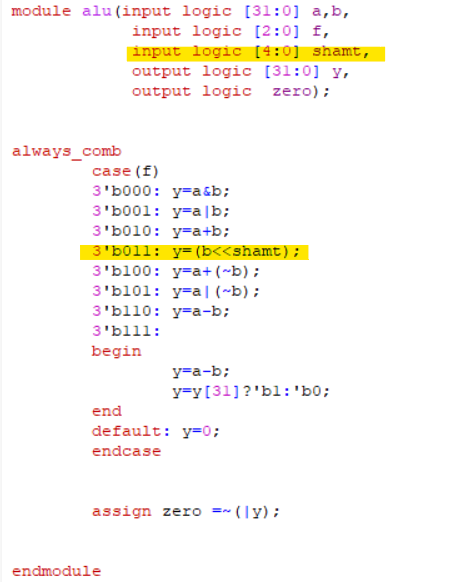 module alu(input logic [31:0] a,b,
input logic [2:0] f,
input logic [4:0] shamt,
output logic [31:0] y,
output logic  zero);
always_comb
case(f)
3'b000: y=a&b;
3'b001: y=a|b;
3'b010: y=a+b;
3'b011: y=(b<<shamt);
3'b100: y=a+(~b);
3'b101: y=a|(~b);
3'b110: y=a-b;
3'b111:
begin
y=a-b;
y=y[31]?'b1:'b0;
end
default: y=0;
endcase
assign zero =~(|y);
endmodule